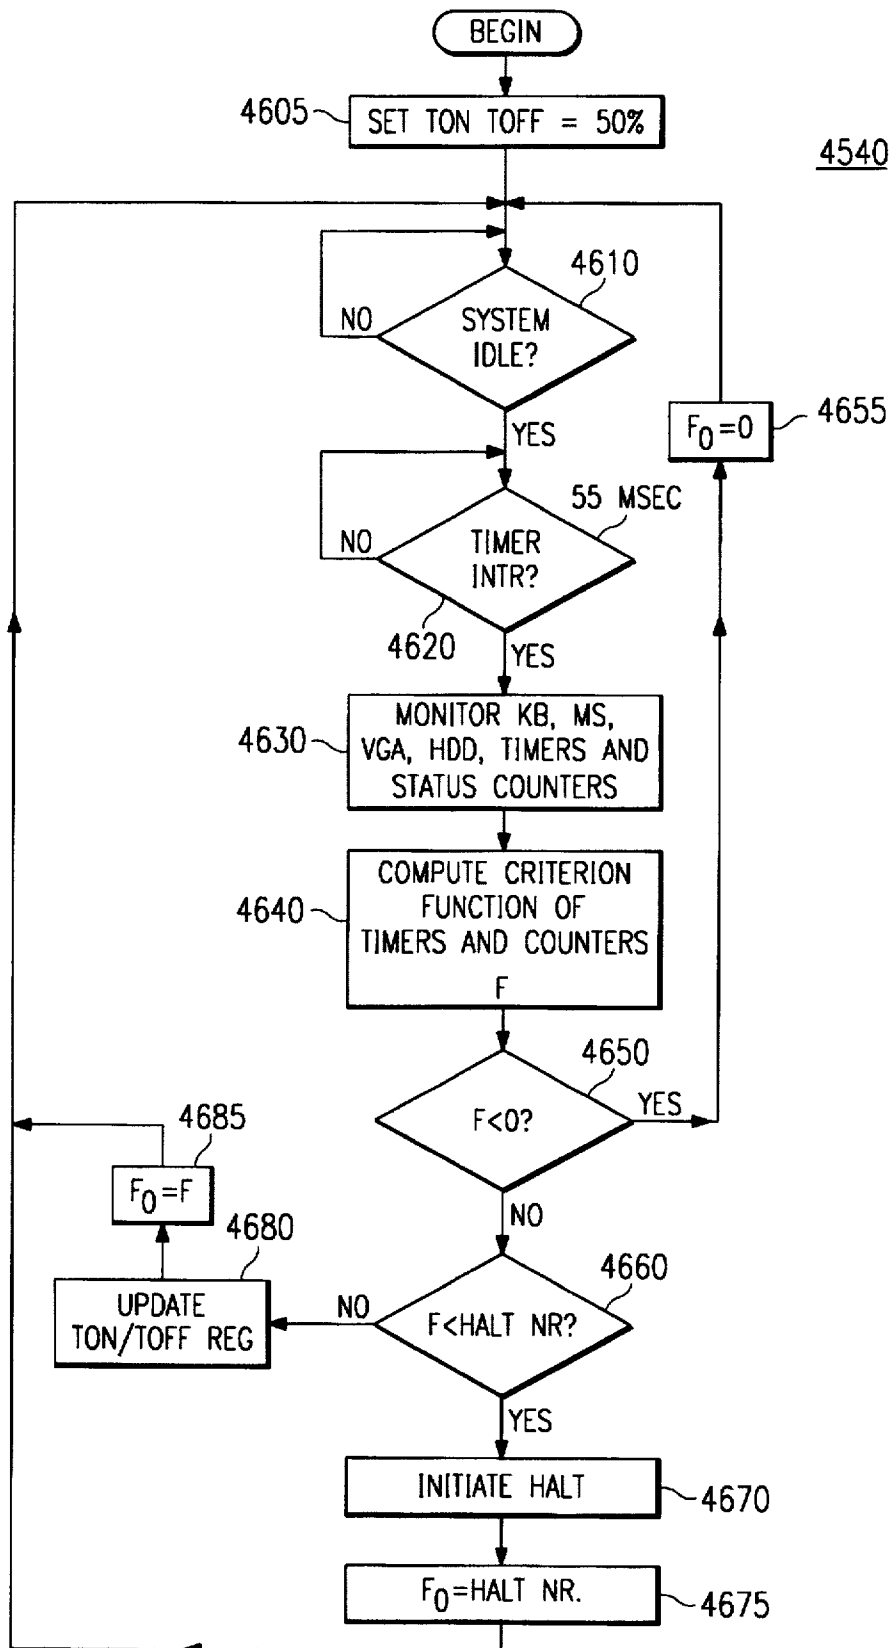 BEGIN
4605
SET TON TOFF = 50%
4540
4610
SYSTEM
IDLE?
NO
YES
F0=0
4655
55 MSEC
TIMER
INTR?
NO
4620
YES
4630
MONITOR KB, MS,
VGA, HDD, TIMERS AND
STATUS COUNTERS
4640
COMPUTE CRITERION
FUNCTION OF
TIMERS AND COUNTERS
F
4650
F<0?
YES
NO
4685
F0=F
4680
UPDATE
TON/TOFF REG
4660
F<HALT NR?
NO
YES
INITIATE HALT
4670
F0=HALT NR.
4675